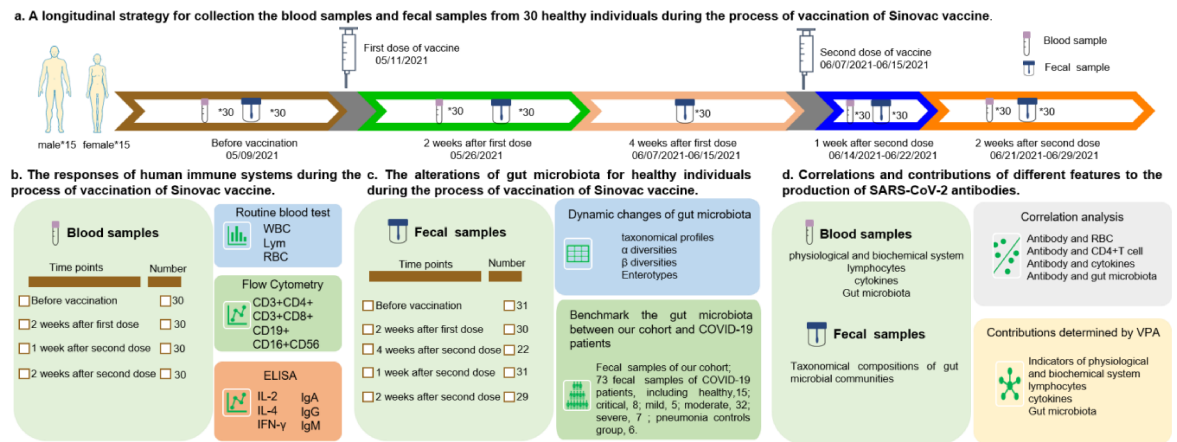 a. A longitudinal strategy for collection the blood samples and fecal samples from 30 healthy individuals during the process of vaccination of Sinovac vaccine.
First dose of vaccine
05/11/2021
Second dose of vaccine
06/07/2021-06/15/2021
Blood sample
Fecal sample
*30 *30
*30 *30
*30
*30 *30
*30 *30
male*15 female*15
Before vaccination
05/09/2021
2 weeks after first dose
05/26/2021
4 weeks after first dose
06/07/2021-06/15/2021
1 week after second dose
06/14/2021-06/22/2021
2 weeks after second dose
06/21/2021-06/29/2021
b. The responses of human immune systems during the
process of vaccination of Sinovac vaccine.
Blood samples
Time points Number
Before vaccination 30
2 weeks after first dose 30
1 week after second dose 30
2 weeks after second dose 30
Routine blood test
WBC
Lym
RBC
Flow Cytometry
CD3+CD4+
CD3+CD8+
CD19+
CD16+CD56
ELISA
IL-2 IgA
IL-4 IgG
IFN-γ IgM
c. The alterations of gut microbiota for healthy individuals
during the process of vaccination of Sinovac vaccine.
Fecal samples
Time points Number
Before vaccination 31
2 weeks after first dose 30
4 weeks after second dose 22
1 week after second dose 31
2 weeks after second dose 29
Dynamic changes of gut microbiota
taxonomical profiles
α diversities
β diversities
Enterotypes
Benchmark the gut microbiota
between our cohort and COVID-19
patients
Fecal samples of our cohort;
73 fecal samples of COVID-19
patients, including healthy,15;
critical, 8; mild, 5; moderate, 32;
severe, 7 ; pneumonia controls
group, 6.
d. Correlations and contributions of different features to the
production of SARS-CoV-2 antibodies.
Blood samples
physiological and biochemical system
lymphocytes
cytokines
Gut microbiota
Fecal samples
Taxonomical compositions of gut
microbial communities
Correlation analysis
Antibody and RBC
Antibody and CD4+T cell
Antibody and cytokines
Antibody and gut microbiota
Contributions determined by VPA
Indicators of physiological
and biochemical system
lymphocytes
cytokines
Gut microbiota